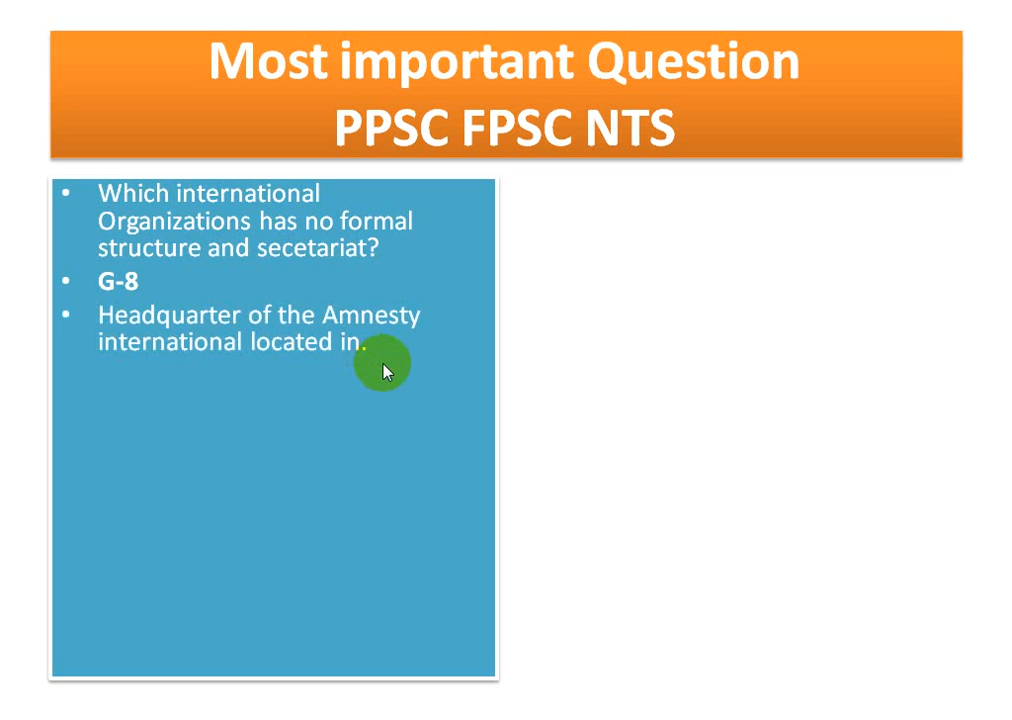 Most important Question
PPSC FPSC NTS
• Which international
Organizations has no formal
structure and secetariat?
• G-8
• Headquarter of the Amnesty
international located in.